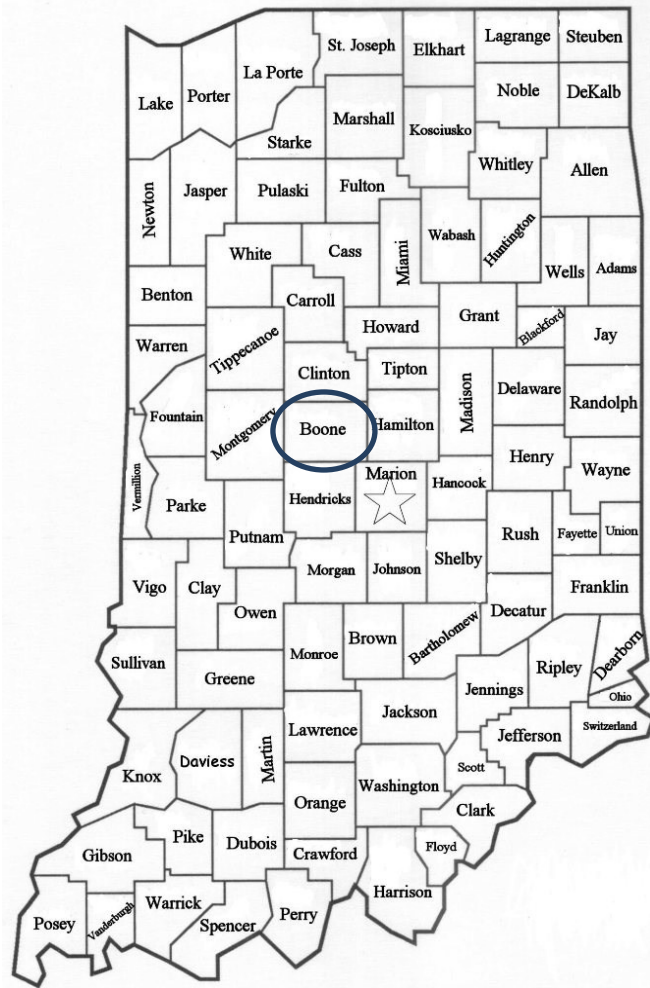 St. Joseph
Elkhart
Lagrange
Steuben
La Porte
Porter
Lake
Noble
DeKalb
Marshall
Kosciusko
Starke
Whitley
Allen
Newton
Jasper
Pulaski
Fulton
White
Cass
Miami
Wabash
Huntington
Wells
Adams
Benton
Carroll
Howard
Grant
Blackford
Jay
Warren
Tippecanoe
Clinton
Tipton
Madison
Delaware
Randolph
Fountain
Montgomery
Boone
Hamilton
Henry
Wayne
Vermillion
Parke
Hendricks
Marion
Hancock
Putnam
Rush
Fayette
Union
Vigo
Clay
Morgan
Johnson
Shelby
Franklin
Owen
Decatur
Sullivan
Greene
Monroe
Brown
Bartholomew
Ripley
Dearborn
Ohio
Jennings
Jackson
Lawrence
Switzerland
Jefferson
Knox
Daviess
Martin
Scott
Washington
Orange
Clark
Pike
Dubois
Gibson
Crawford
Floyd
Harrison
Posey
Vanderburgh
Warrick
Spencer
Perry